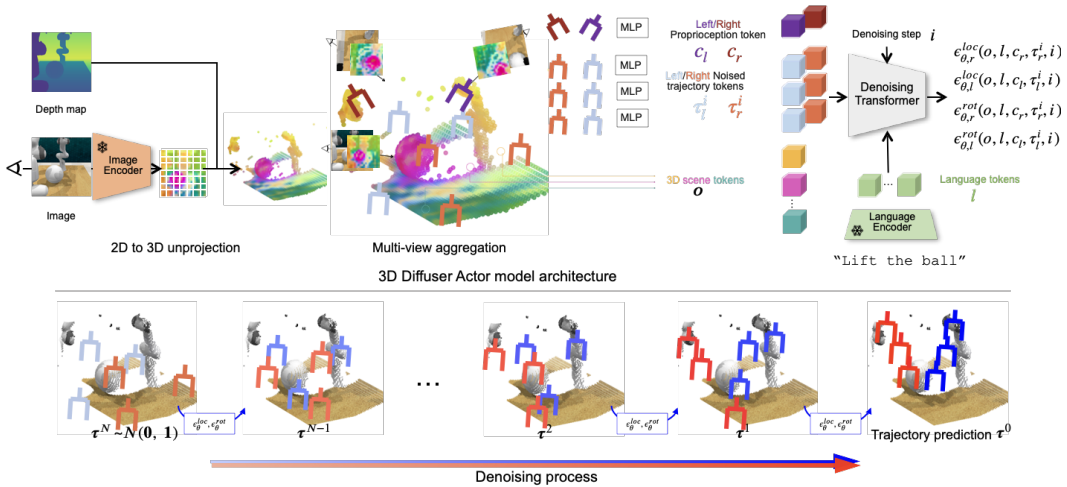 Depth map
Image
Image
Encoder
2D to 3D unprojection
Multi-view aggregation
MLP
MLP
MLP
MLP
Left/Right
Proprioception token
c_l c_r
Left/Right Noised
trajectory tokens
τ_l^i τ_r^i
3D scene tokens
o
Denoising step i
Denoising
Transformer
ϵ_{θ,r}^{loc}(o, l, c_r, τ_r^i, i)
ϵ_{θ,l}^{loc}(o, l, c_l, τ_l^i, i)
ϵ_{θ,r}^{rot}(o, l, c_r, τ_r^i, i)
ϵ_{θ,l}^{rot}(o, l, c_l, τ_l^i, i)
...
Language tokens
l
Language
Encoder
“Lift the ball”
3D Diffuser Actor model architecture
...
τ^N ~N(0, 1)
ϵ_θ^{loc}, ϵ_θ^{rot}
τ^{N-1}
τ^2
ϵ_θ^{loc}, ϵ_θ^{rot}
τ^1
ϵ_θ^{loc}, ϵ_θ^{rot}
Trajectory prediction τ^0
Denoising process